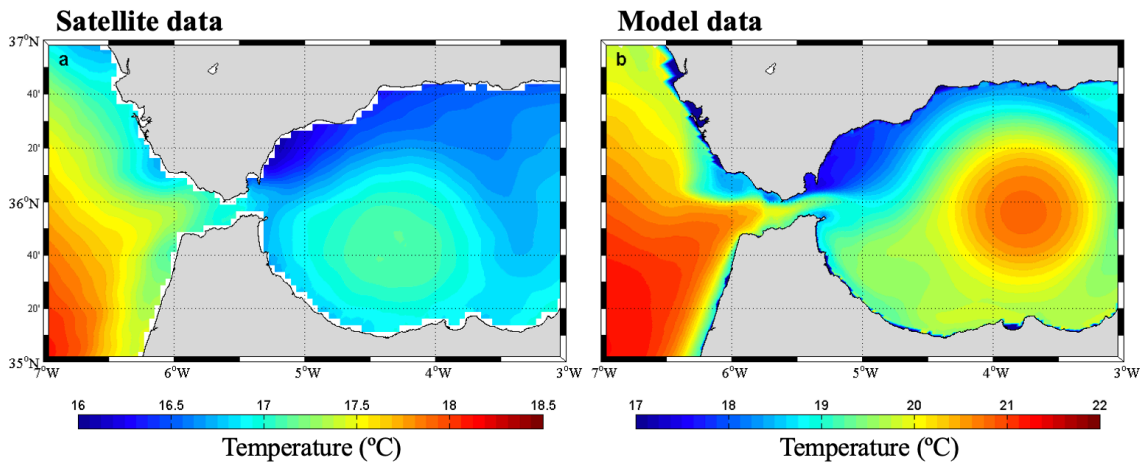 Satellite data
Model data
37°N
a
b
40'
20'
36°N
40'
20'
35°N
7°W 6°W 5°W 4°W 3°W
7°W 6°W 5°W 4°W 3°W
16 16.5 17 17.5 18 18.5
17 18 19 20 21 22
Temperature (ºC)
Temperature (ºC)